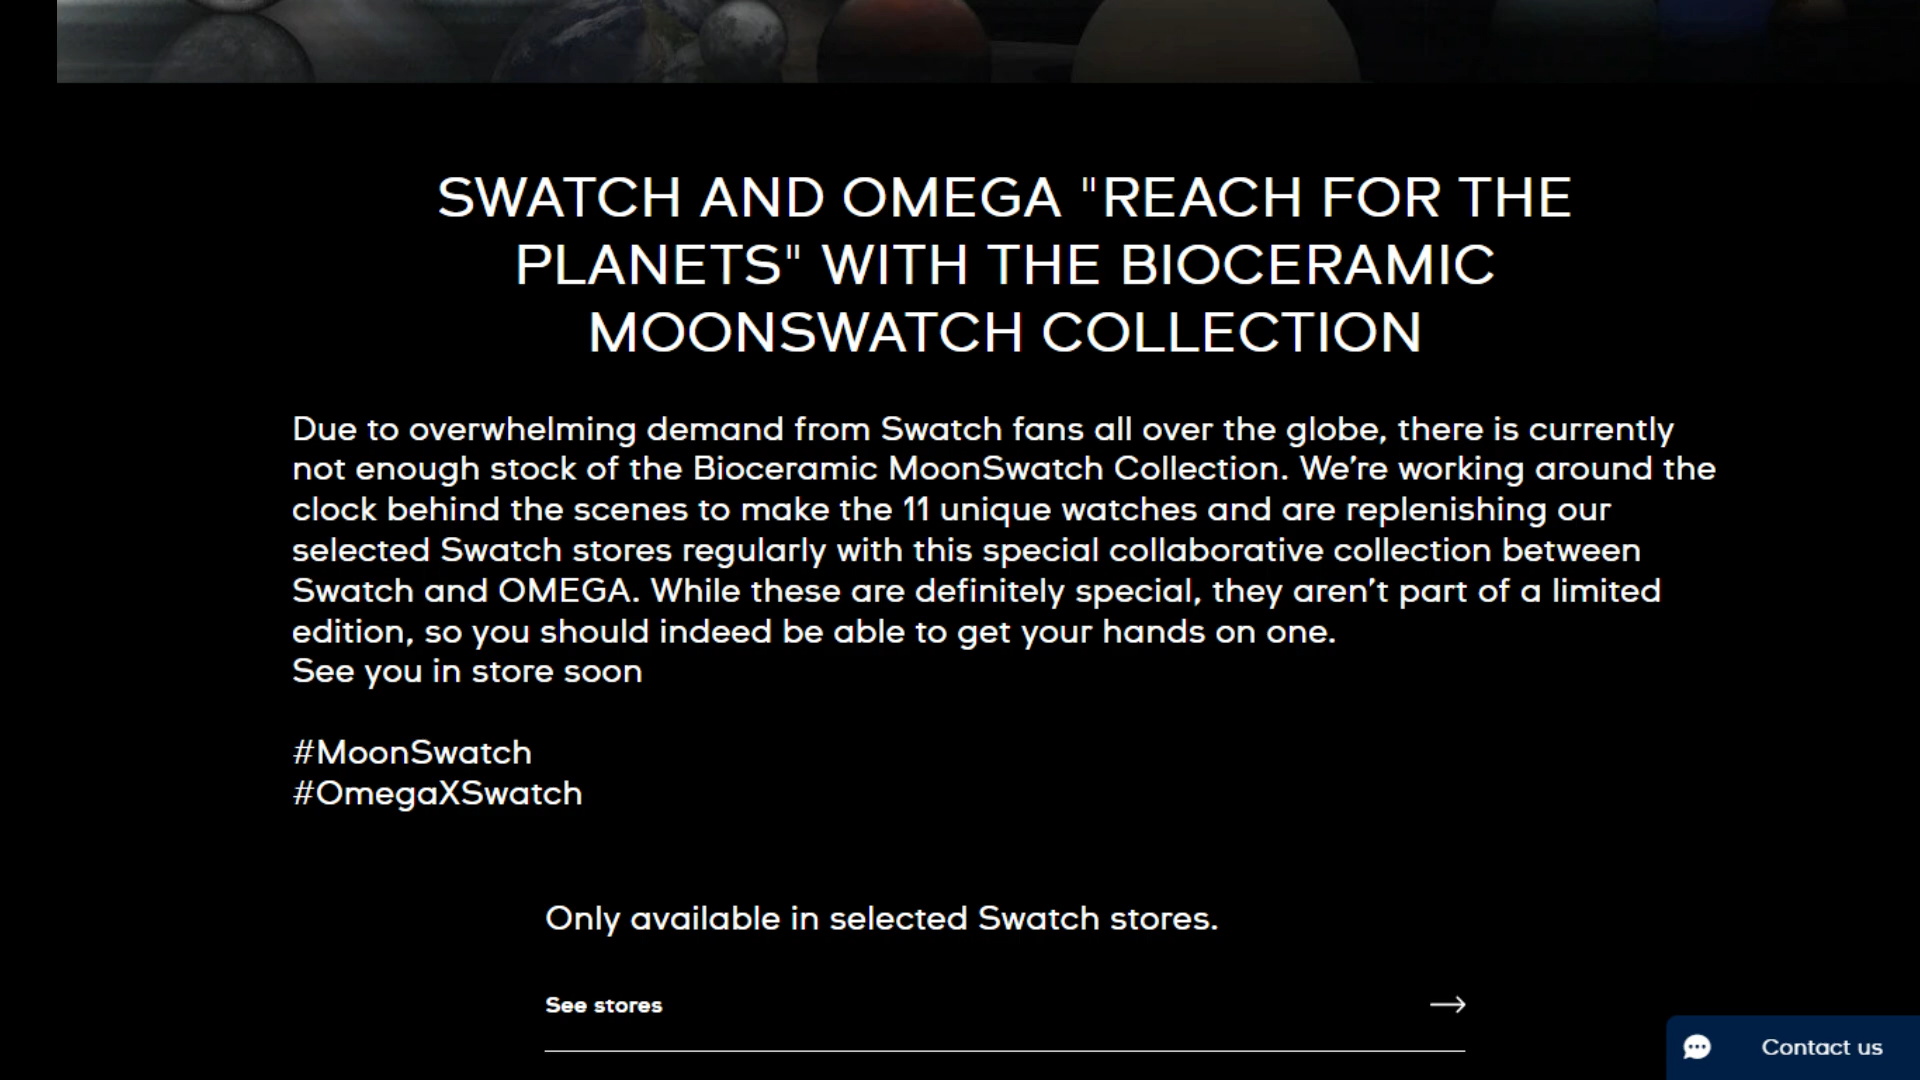 SWATCH AND OMEGA "REACH FOR THE
PLANETS" WITH THE BIOCERAMIC
MOONSWATCH COLLECTION
Due to overwhelming demand from Swatch fans all over the globe, there is currently
not enough stock of the Bioceramic MoonSwatch Collection. We’re working around the
clock behind the scenes to make the 11 unique watches and are replenishing our
selected Swatch stores regularly with this special collaborative collection between
Swatch and OMEGA. While these are definitely special, they aren’t part of a limited
edition, so you should indeed be able to get your hands on one.
See you in store soon
#MoonSwatch
#OmegaXSwatch
Only available in selected Swatch stores.
See stores
Contact us